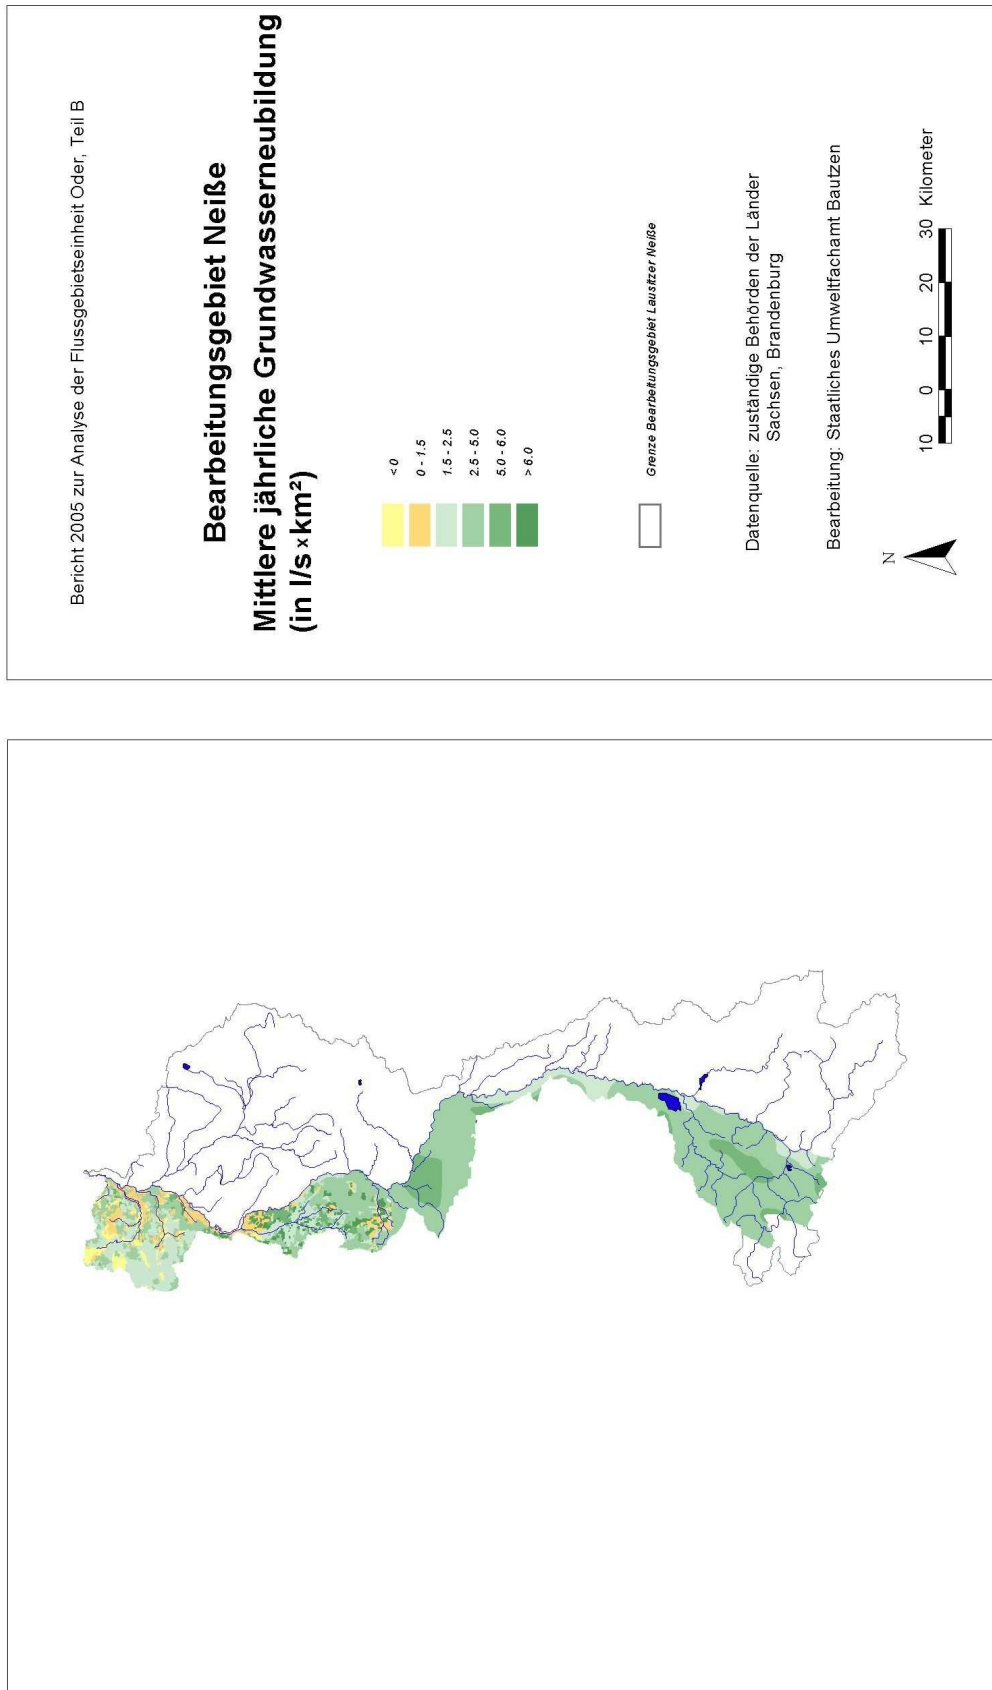 Bericht 2005 zur Analyse der Flussgebietseinheit Oder, Teil B
Bearbeitungsgebiet Neiße
Mittlere jährliche Grundwasserneubildung
(in l/s x km²)
< 0
0 - 1.5
1.5 - 2.5
2.5 - 5.0
5.0 - 6.0
> 6.0
Grenze Bearbeitungsgebiet Lausitzer Neiße
Datenquelle: zuständige Behörden der Länder
Sachsen, Brandenburg
Bearbeitung: Staatliches Umweltfachamt Bautzen
N
10 0 10 20 30 Kilometer